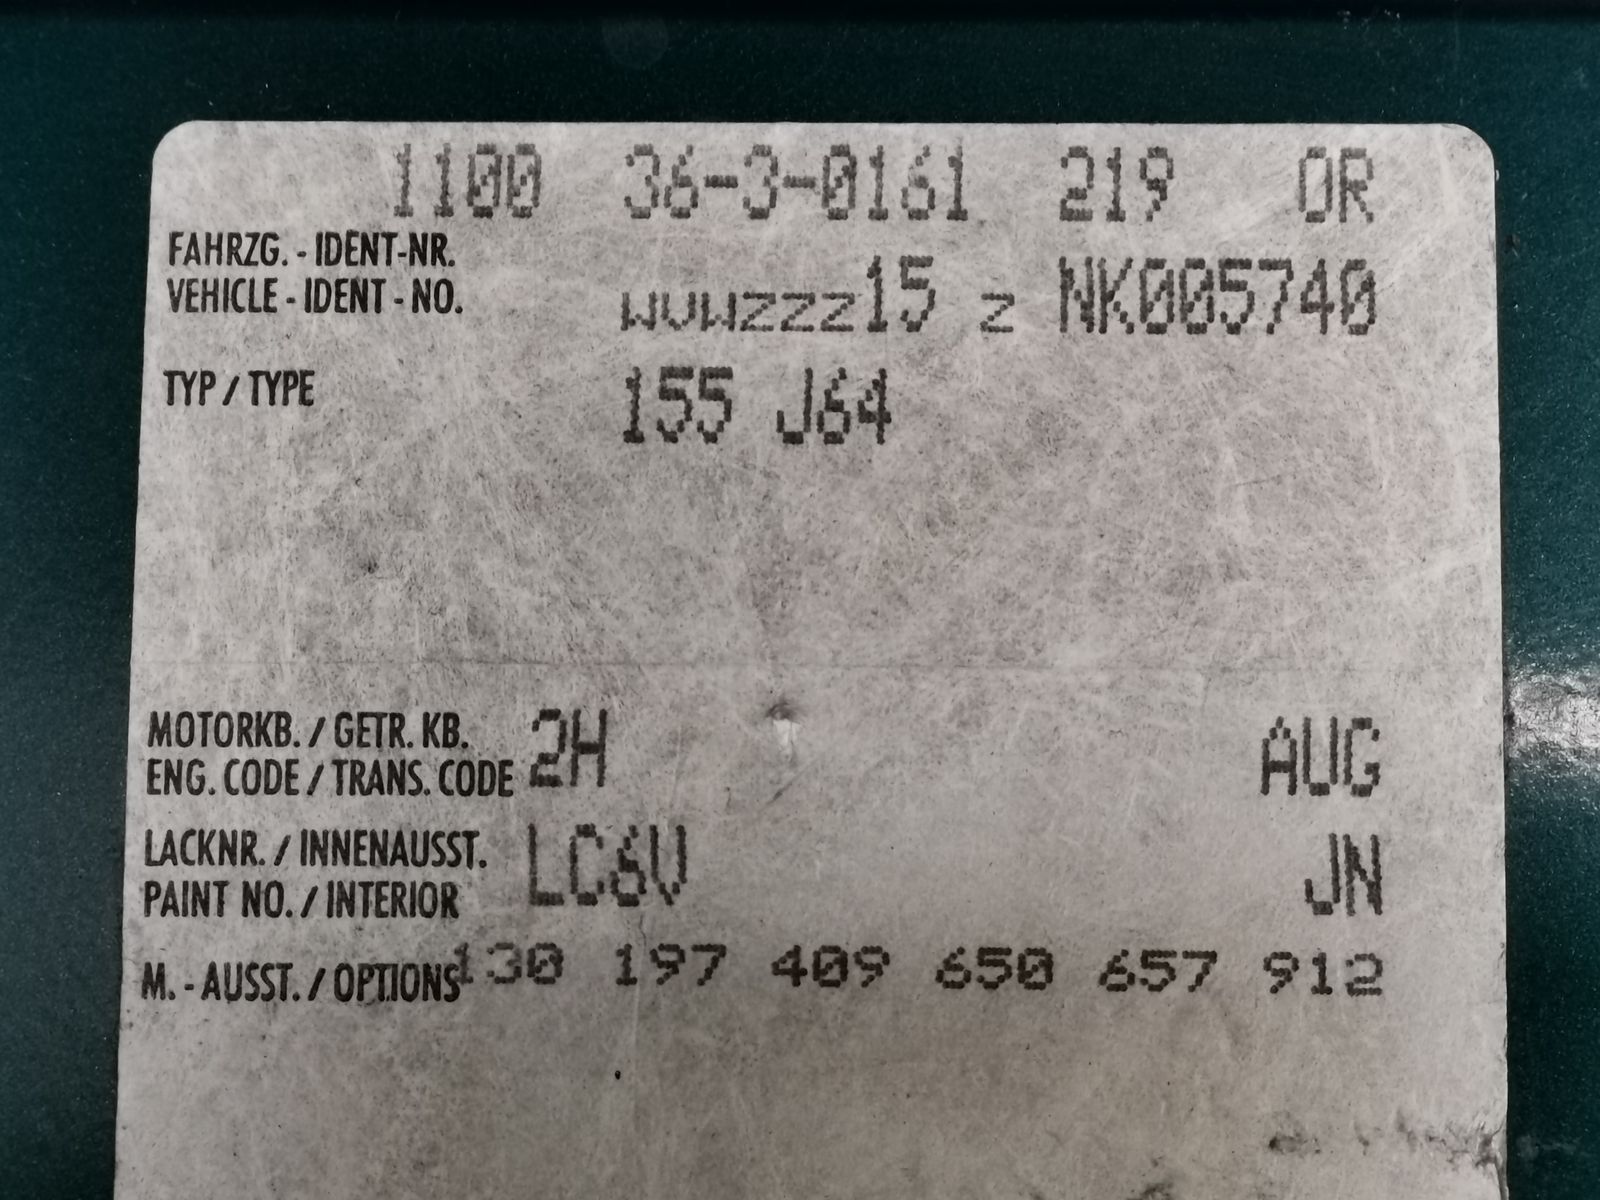 1100 36-3-0161 219 OR
FAHRZG. - IDENT-NR.
VEHICLE - IDENT - NO. WVWZZZ15 Z NK005740
TYP / TYPE 155 J64
MOTORKB. / GETR. KB.
ENG. CODE / TRANS. CODE 2H AUG
LACKNR. / INNENAUSST.
PAINT NO. / INTERIOR LC6V JN
M. - AUSST. / OPTIONS 130 197 409 650 657 912